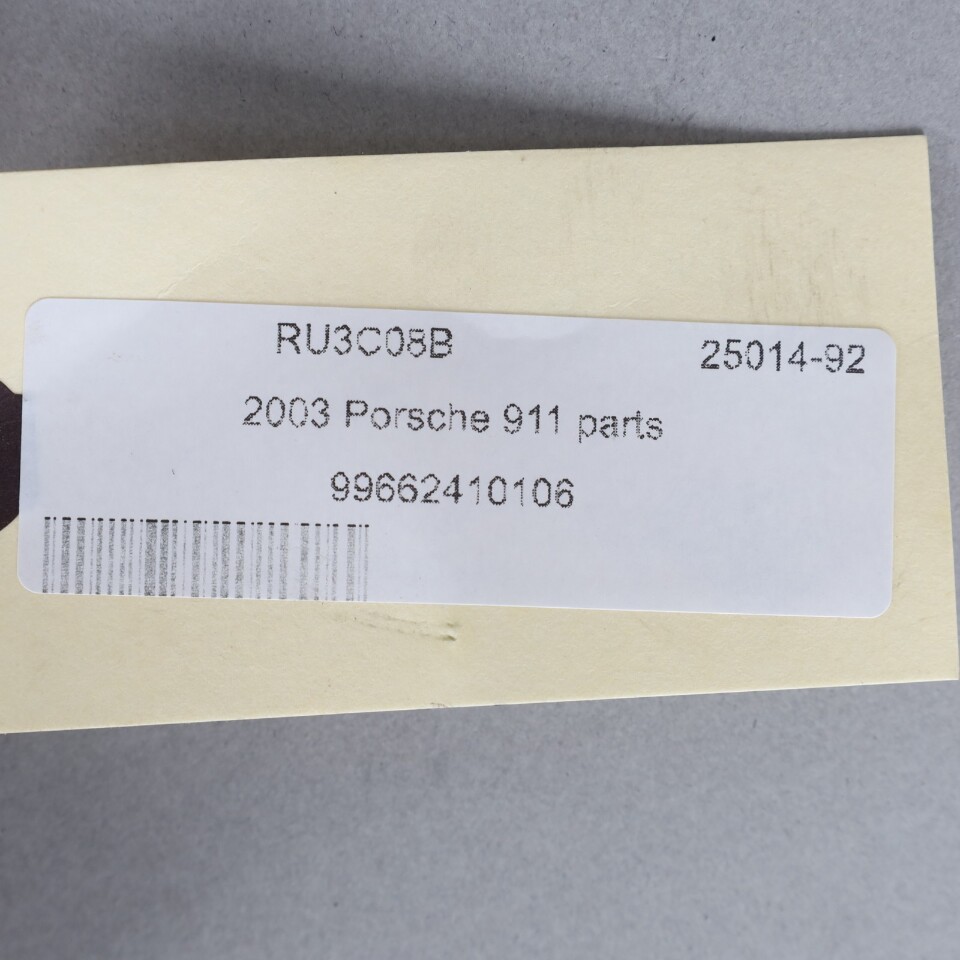 RU3C08B 25014-92
2003 Porsche 911 parts
99662410106